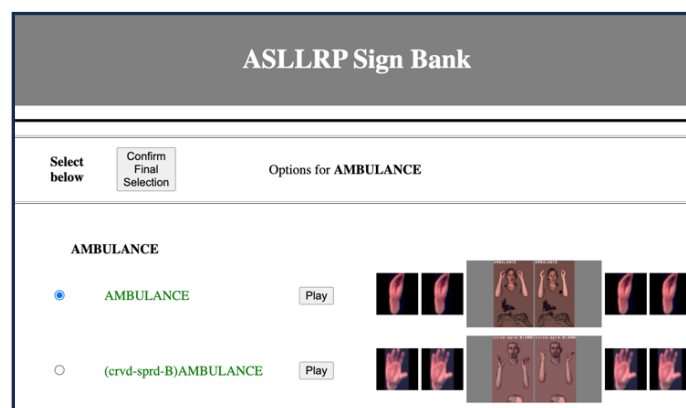 ASLLRP Sign Bank
Select below
Confirm Final Selection
Options for AMBULANCE
AMBULANCE
AMBULANCE
Play
(crvd-sprd-B)AMBULANCE
Play